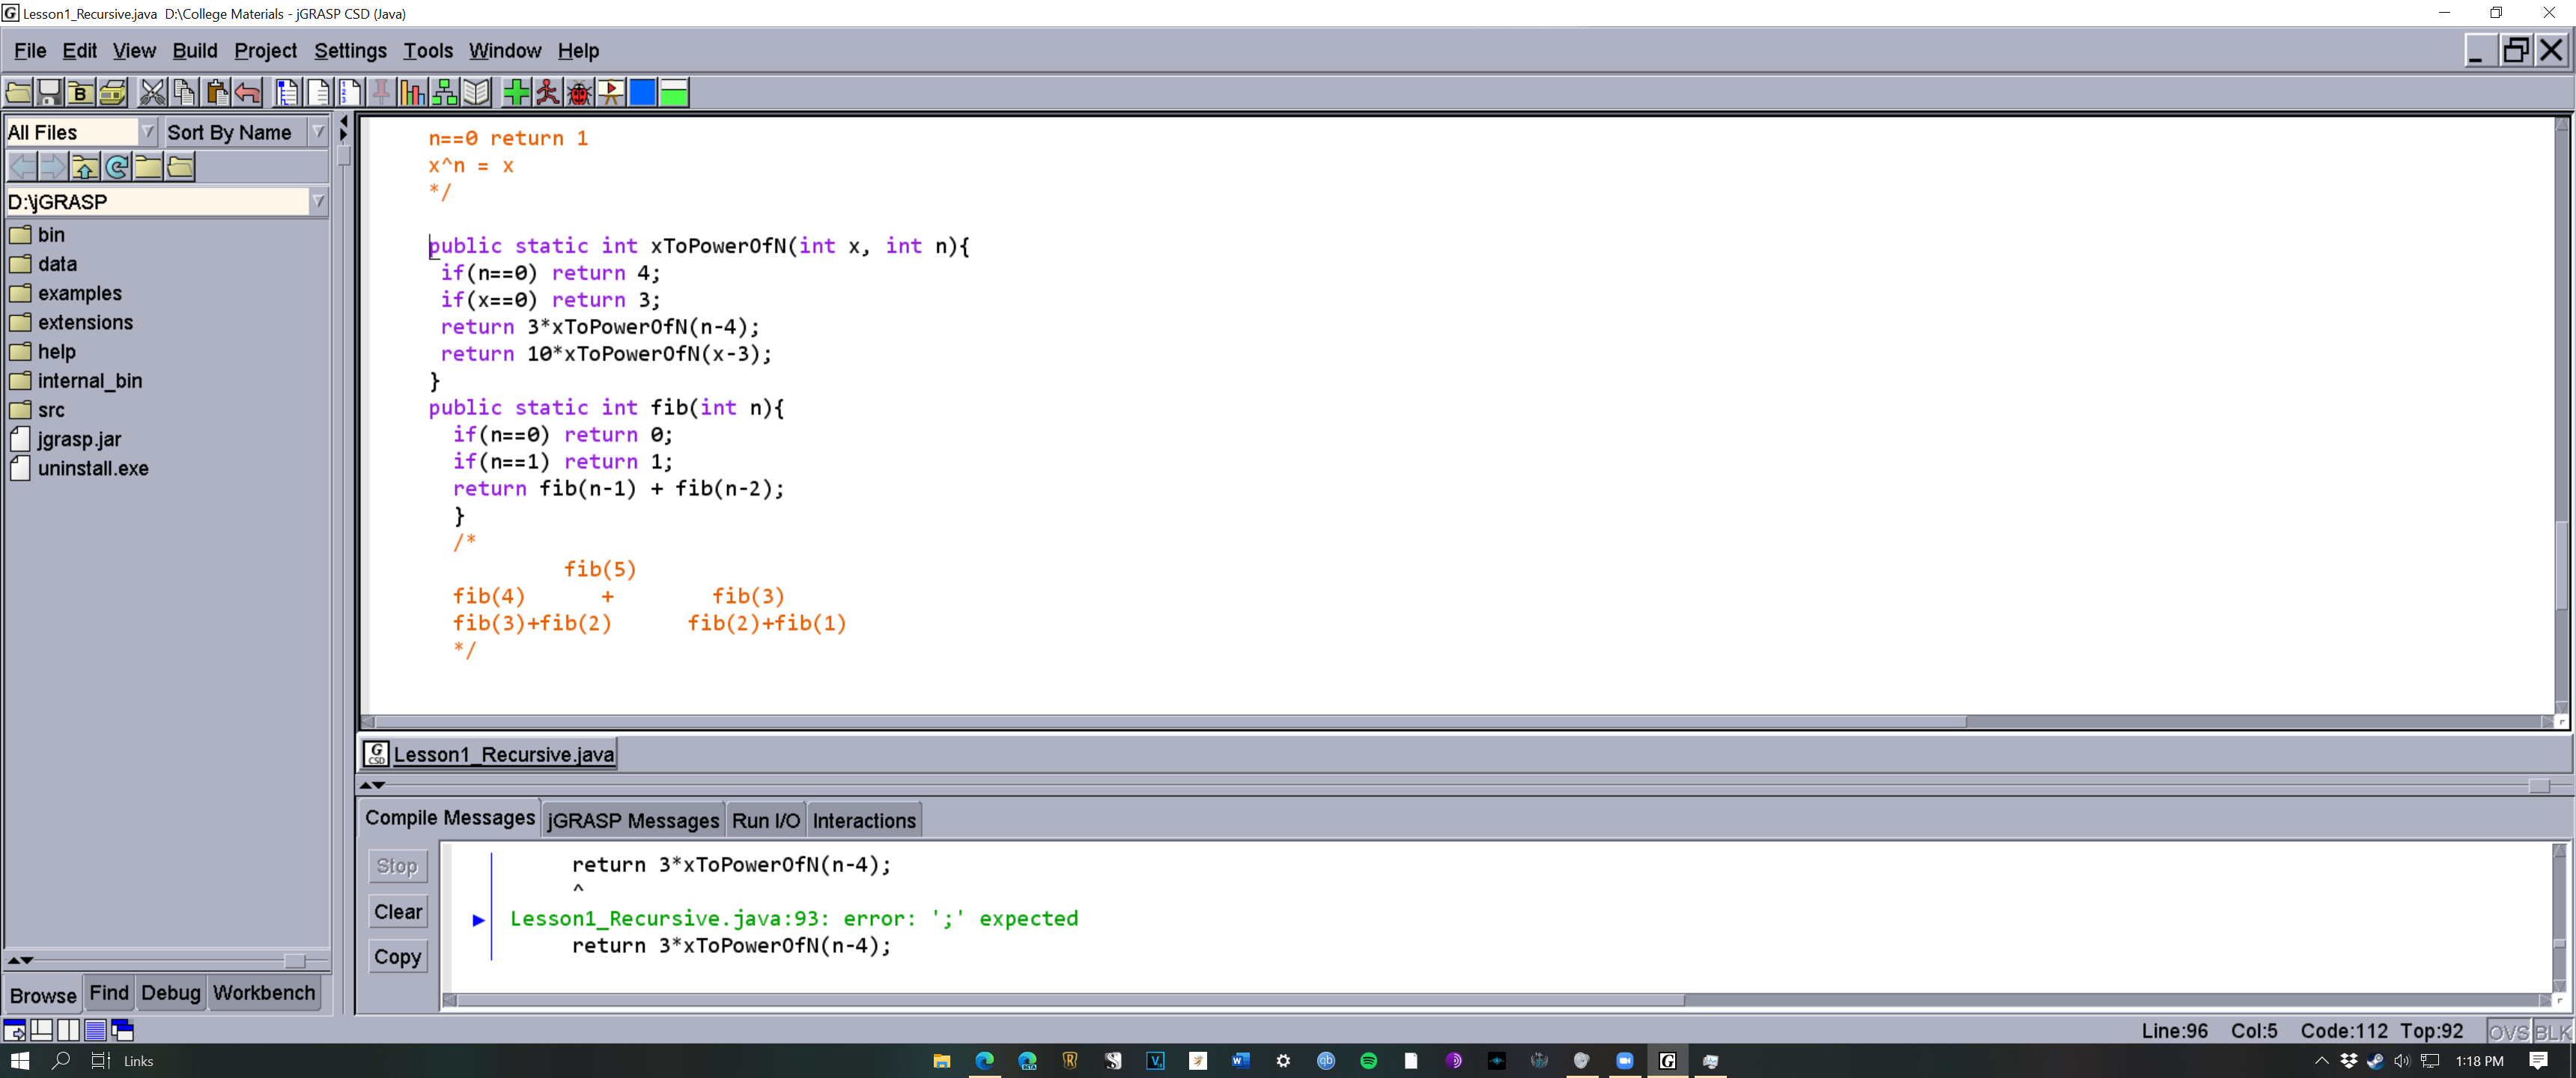 Lesson1_Recursive.java  D:\College Materials - jGRASP CSD (Java)
File Edit View Build Project Settings Tools Window Help
All Files Sort By Name
D:\jGRASP
bin
data
examples
extensions
help
internal_bin
src
jgrasp.jar
uninstall.exe
Browse Find Debug Workbench
n==0 return 1
x^n = x
*/
public static int xToPowerOfN(int x, int n){
if(n==0) return 4;
if(x==0) return 3;
return 3*xToPowerOfN(n-4);
return 10*xToPowerOfN(x-3);
}
public static int fib(int n){
if(n==0) return 0;
if(n==1) return 1;
return fib(n-1) + fib(n-2);
}
/*
fib(5)
fib(4) + fib(3)
fib(3)+fib(2) fib(2)+fib(1)
*/
Lesson1_Recursive.java
Compile Messages jGRASP Messages Run I/O Interactions
Stop
Clear
Copy
return 3*xToPowerOfN(n-4);
^
Lesson1_Recursive.java:93: error: ';' expected
return 3*xToPowerOfN(n-4);
Line:96 Col:5 Code:112 Top:92 OVS BLK
Links
1:18 PM